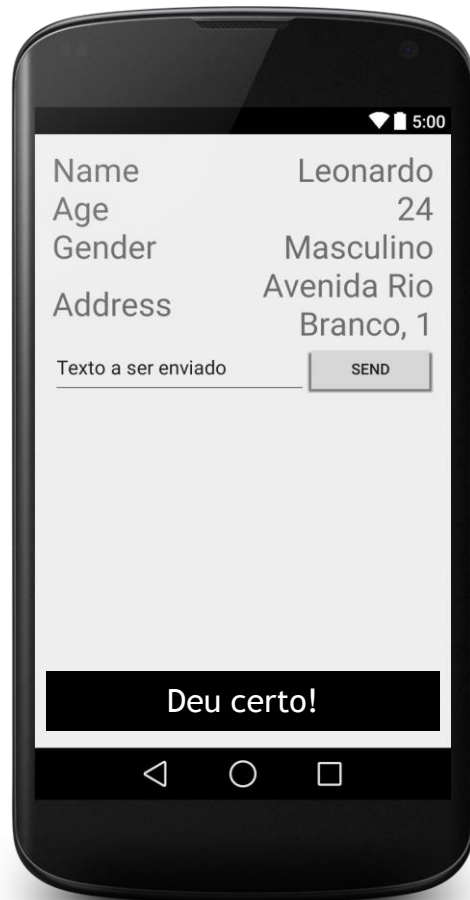 5:00
Name Leonardo
Age 24
Gender Masculino
Address Avenida Rio
Branco, 1
Texto a ser enviado SEND
Deu certo!